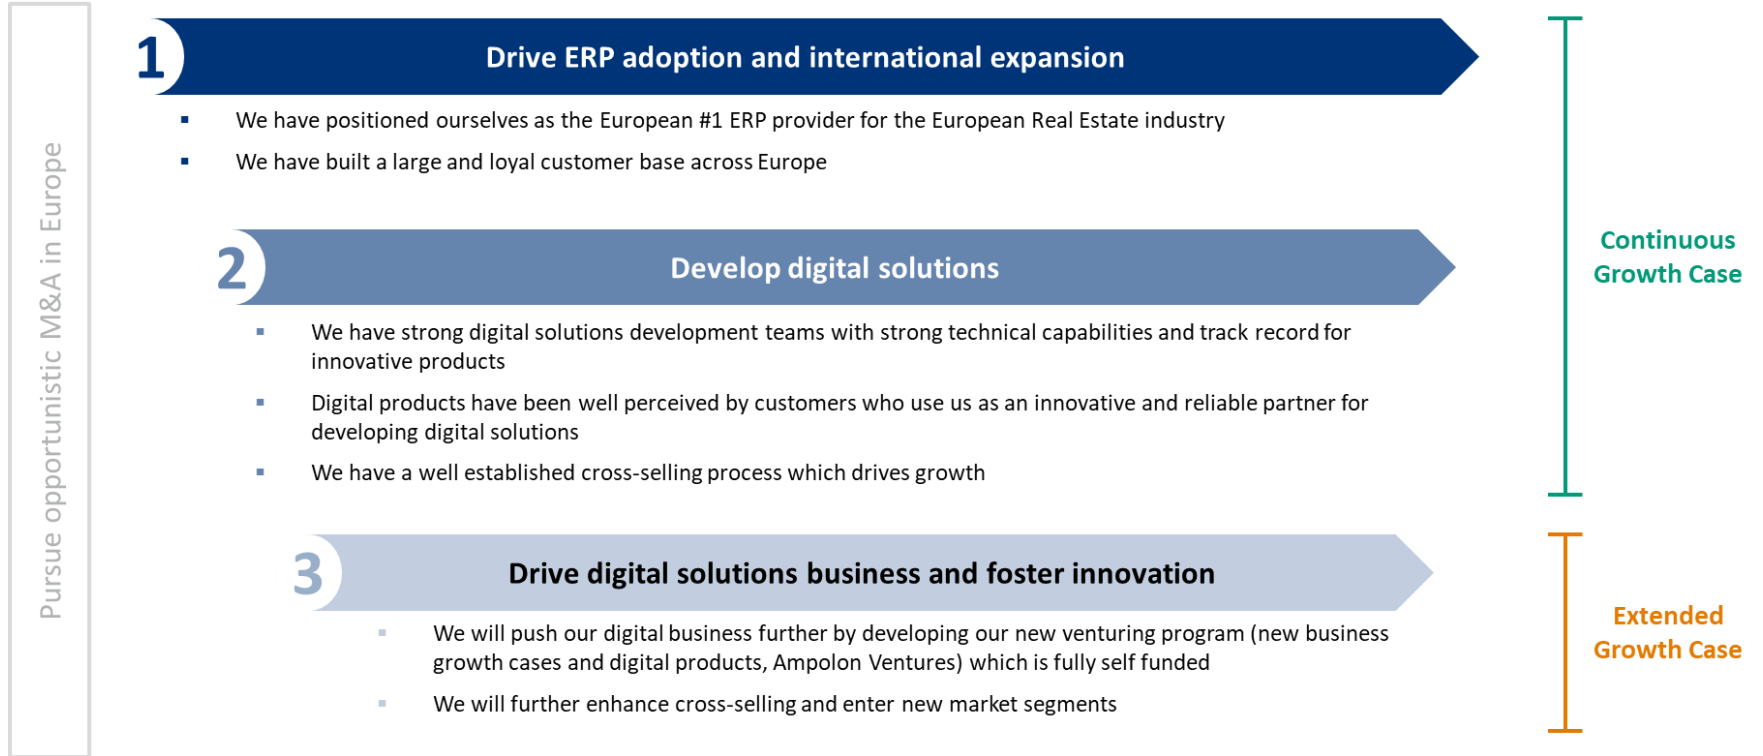 Pursue opportunistic M&A in Europe
1
Drive ERP adoption and international expansion
We have positioned ourselves as the European #1 ERP provider for the European Real Estate industry
We have built a large and loyal customer base across Europe
2
Develop digital solutions
We have strong digital solutions development teams with strong technical capabilities and track record for
innovative products
Digital products have been well perceived by customers who use us as an innovative and reliable partner for
developing digital solutions
We have a well established cross-selling process which drives growth
Continuous
Growth Case
3
Drive digital solutions business and foster innovation
We will push our digital business further by developing our new venturing program (new business
growth cases and digital products, Ampolon Ventures) which is fully self funded
We will further enhance cross-selling and enter new market segments
Extended
Growth Case